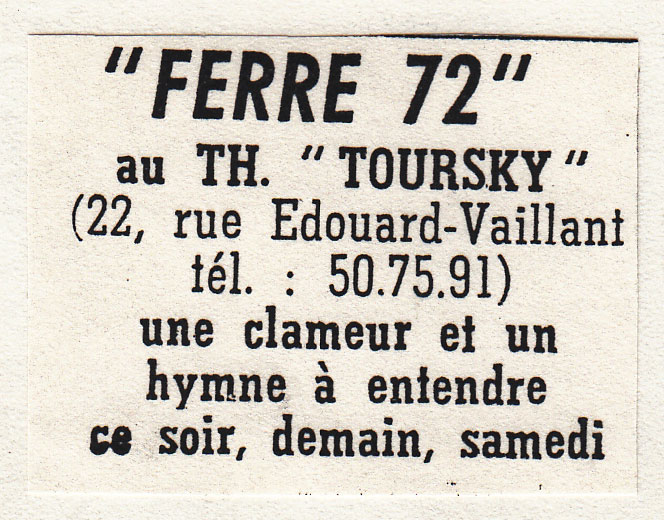 "FERRE 72"
au TH. "TOURSKY"
(22, rue Edouard-Vaillant
tél. : 50.75.91)
une clameur et un
hymne à entendre
ce soir, demain, samedi